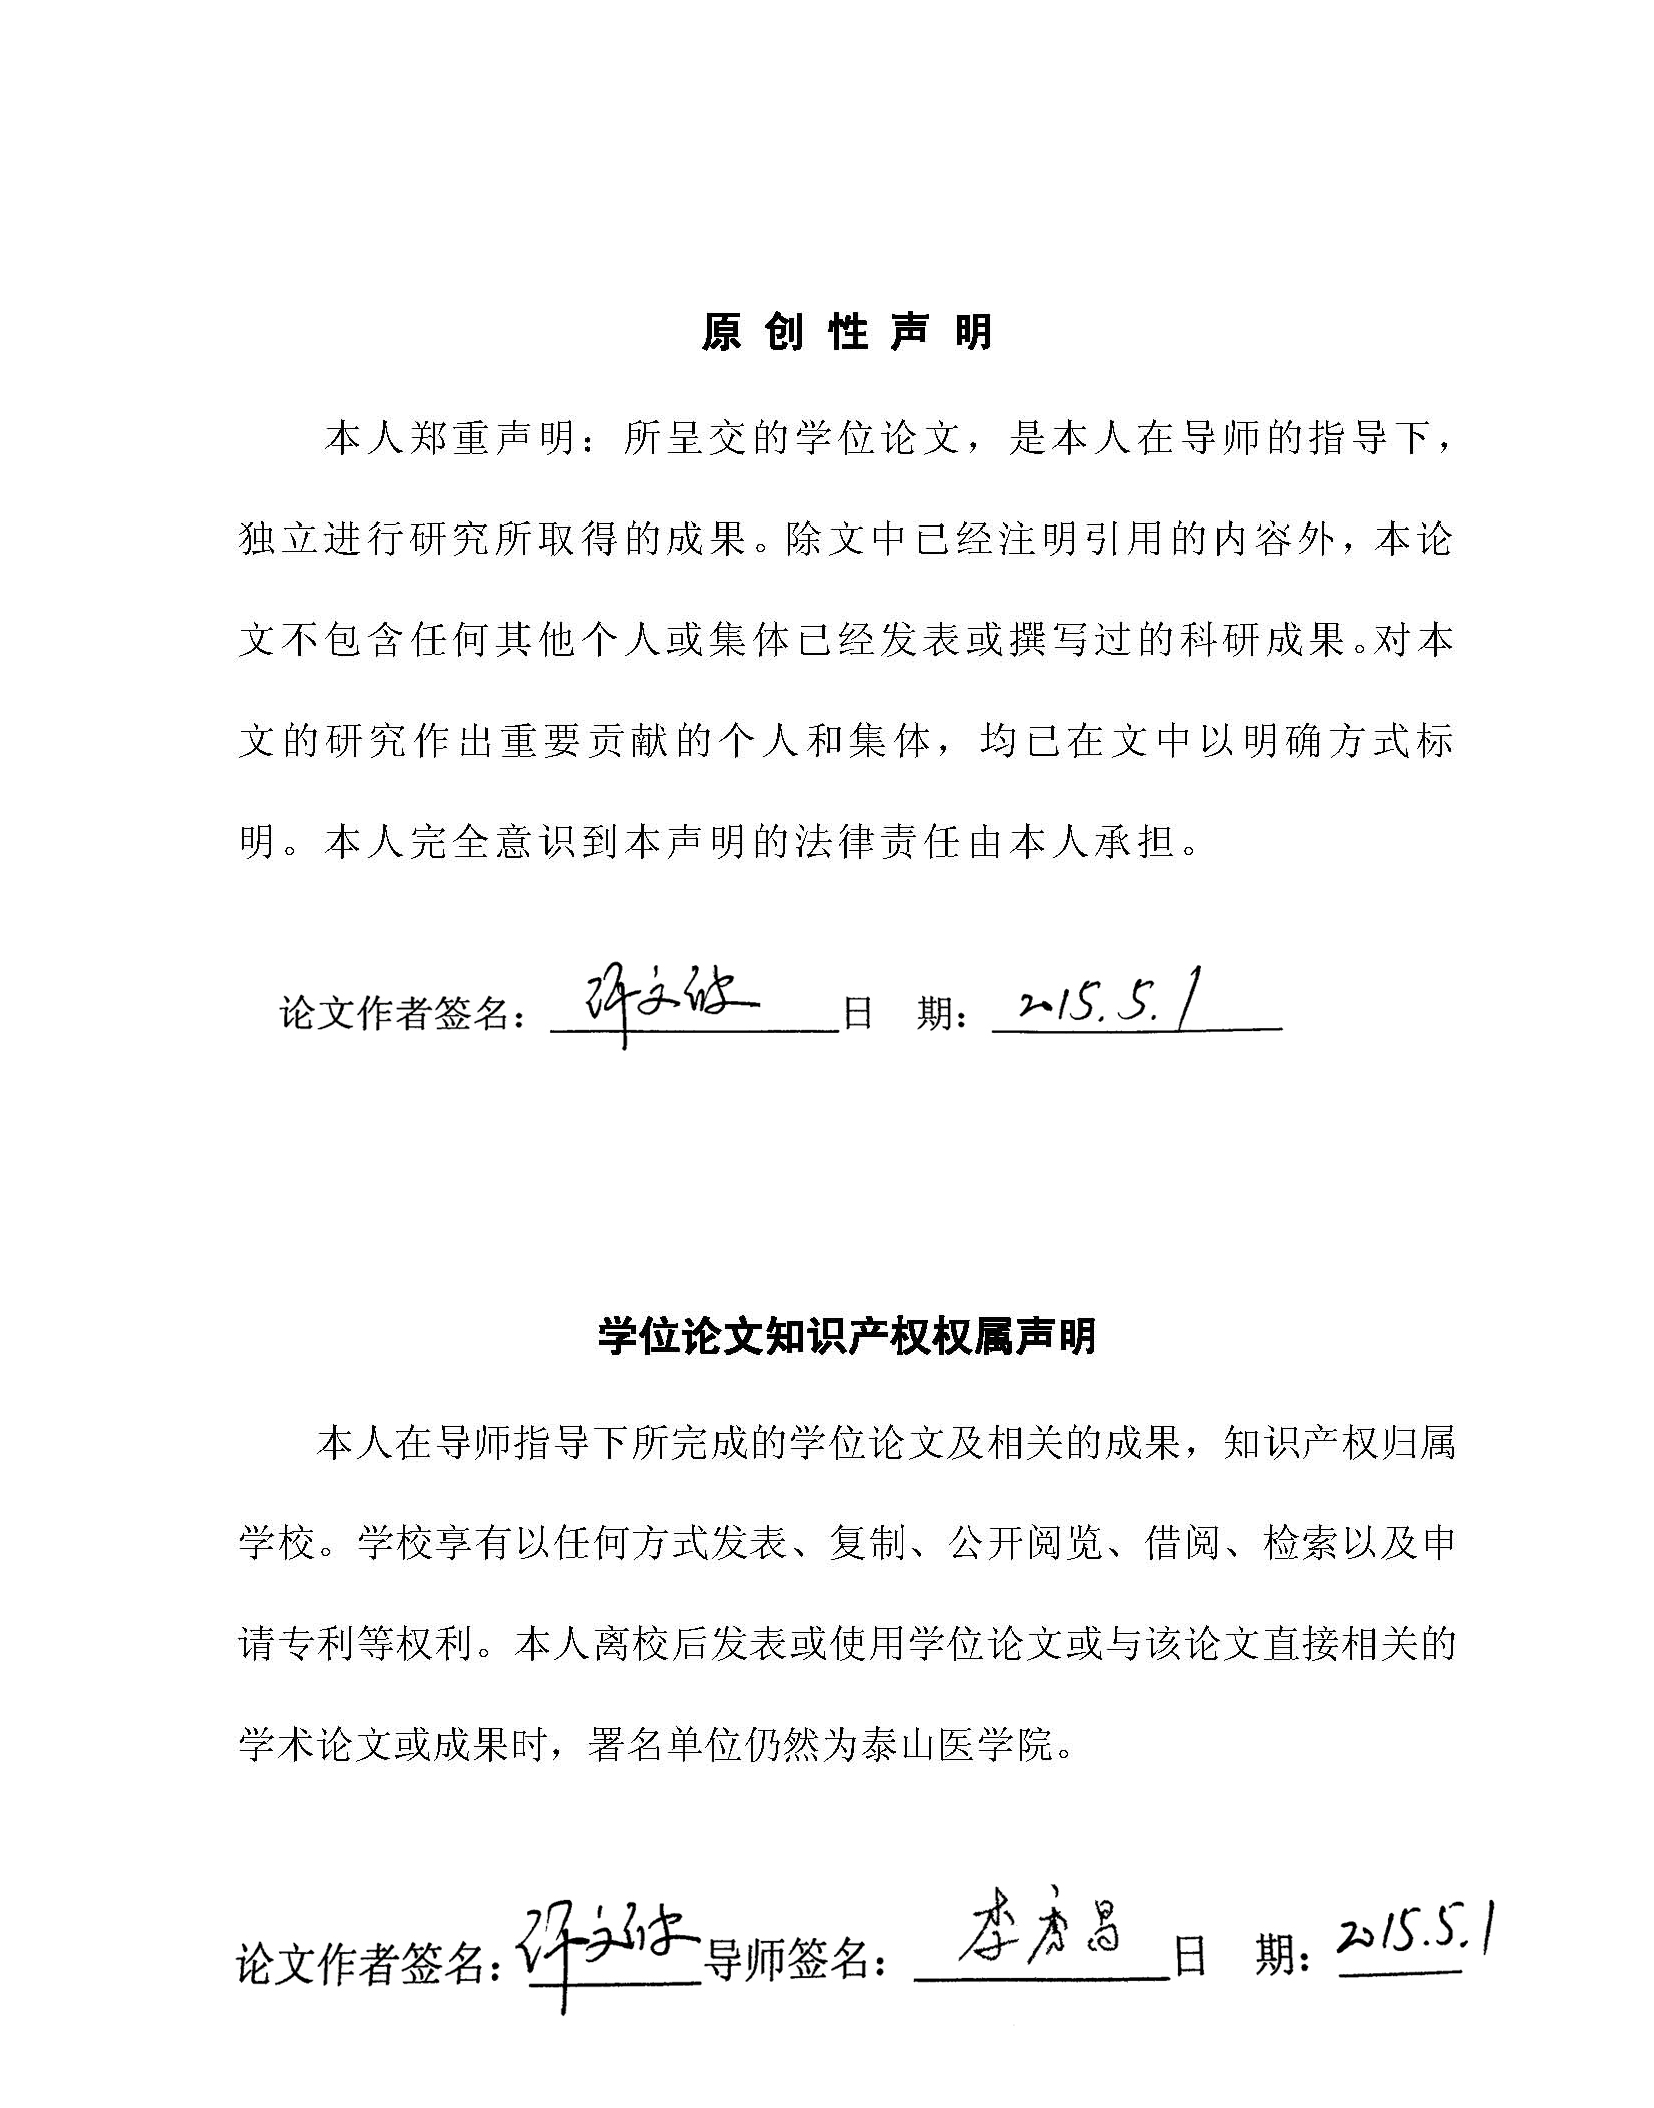 原创性声明
本人郑重声明：所呈交的学位论文，是本人在导师的指导下，
独立进行研究所取得的成果。除文中已经注明引用的内容外，本论
文不包含任何其他个人或集体已经发表或撰写过的科研成果。对本
文的研究作出重要贡献的个人和集体，均已在文中以明确方式标
明。本人完全意识到本声明的法律责任由本人承担。
论文作者签名：许文波 日 期：2015.5.1
学位论文知识产权权属声明
本人在导师指导下所完成的学位论文及相关的成果，知识产权归属
学校。学校享有以任何方式发表、复制、公开阅览、借阅、检索以及申
请专利等权利。本人离校后发表或使用学位论文或与该论文直接相关的
学术论文或成果时，署名单位仍然为泰山医学院。
论文作者签名：许文波 导师签名：李彦昌 日 期：2015.5.1